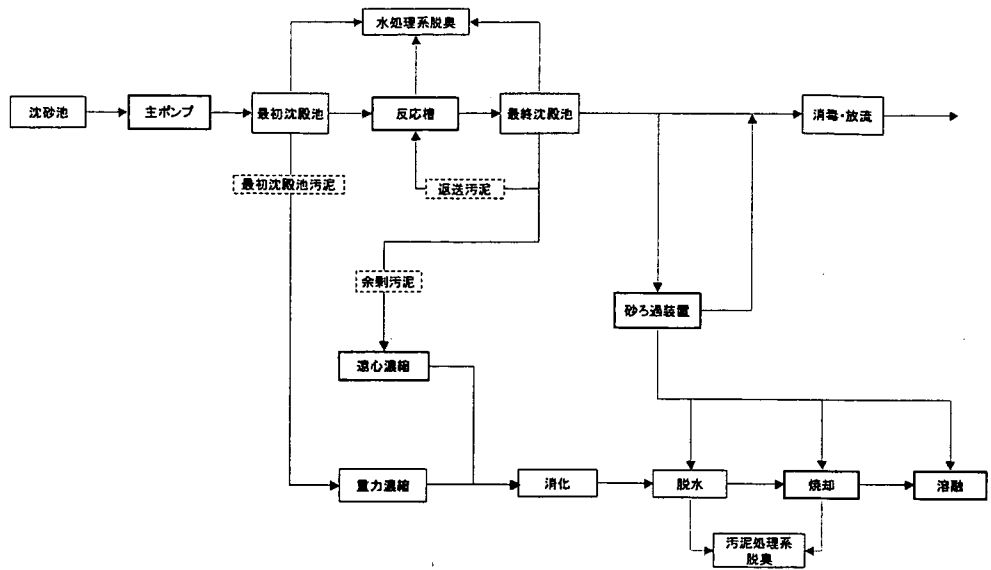 水処理系脱臭
沈砂池
主ポンプ
最初沈殿池
反応槽
最終沈殿池
消毒・放流
最初沈殿池汚泥
返送汚泥
余剰汚泥
砂ろ過装置
遠心濃縮
重力濃縮
消化
脱水
焼却
溶融
汚泥処理系
脱臭